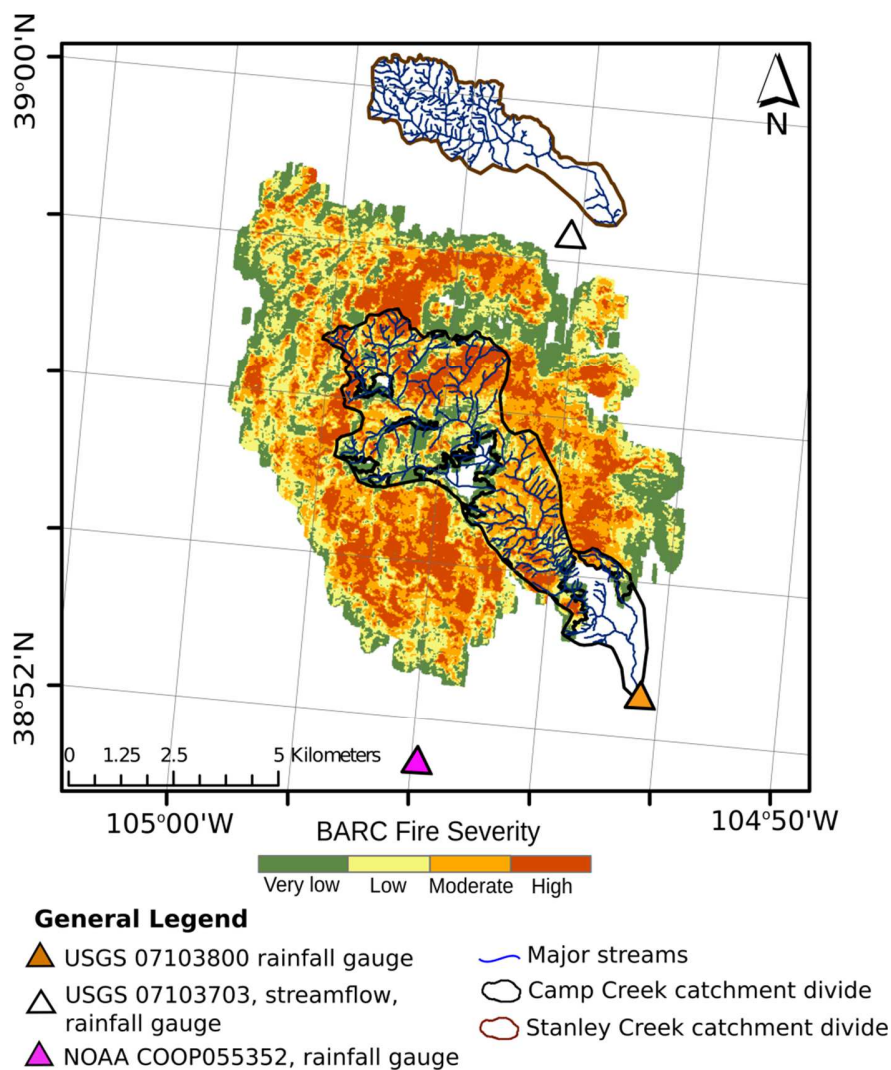 39°00'N
N
38°52'N
0 1.25 2.5 5 Kilometers
105°00'W
104°50'W
BARC Fire Severity
Very low Low Moderate High
General Legend
USGS 07103800 rainfall gauge
USGS 07103703, streamflow,
rainfall gauge
NOAA COOP055352, rainfall gauge
Major streams
Camp Creek catchment divide
Stanley Creek catchment divide